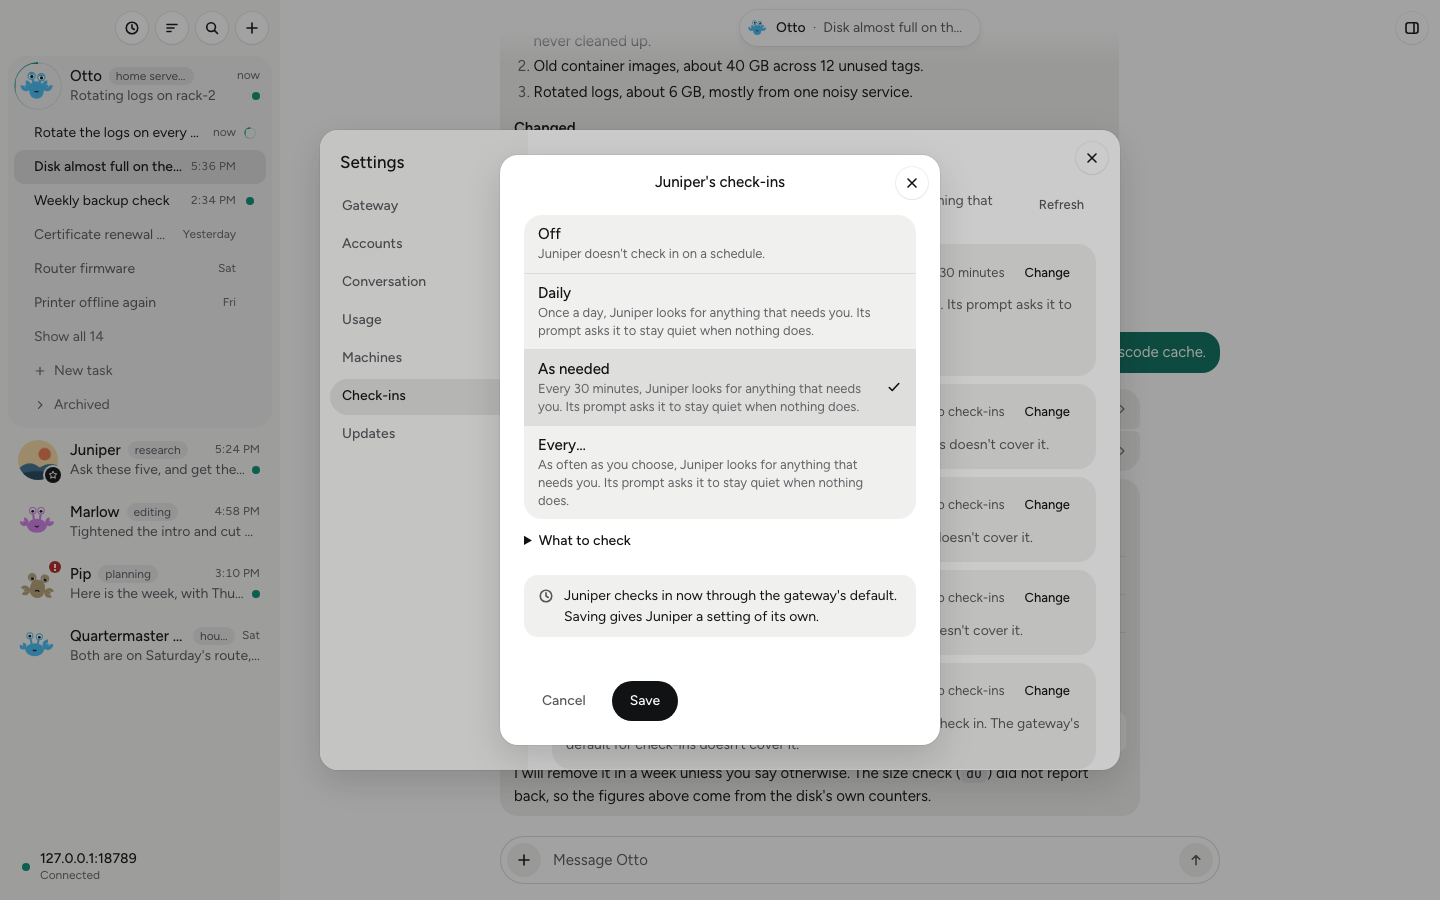 Otto
home serve...
now
Rotating logs on rack-2
Rotate the logs on every ...
now
Disk almost full on the...
5:36 PM
Weekly backup check
2:34 PM
Certificate renewal ...
Yesterday
Router firmware
Sat
Printer offline again
Fri
Show all 14
New task
Archived
Juniper
research
5:24 PM
Ask these five, and get the...
Marlow
editing
4:58 PM
Tightened the intro and cut ...
Pip
planning
3:10 PM
Here is the week, with Thu...
Quartermaster ...
hou...
Sat
Both are on Saturday's route,...
127.0.0.1:18789
Connected
Otto · Disk almost full on th...
never cleaned up.
2. Old container images, about 40 GB across 12 unused tags.
3. Rotated logs, about 6 GB, mostly from one noisy service.
Changed
scode cache.
Settings
Gateway
Accounts
Conversation
Usage
Machines
Check-ins
Updates
ning that
Refresh
30 minutes
Change
. Its prompt asks it to
check-ins
Change
s doesn't cover it.
check-ins
Change
doesn't cover it.
check-ins
Change
esn't cover it.
check-ins
Change
heck in. The gateway's
default for check-ins doesn't cover it.
Juniper's check-ins
Off
Juniper doesn't check in on a schedule.
Daily
Once a day, Juniper looks for anything that needs you. Its
prompt asks it to stay quiet when nothing does.
As needed
Every 30 minutes, Juniper looks for anything that needs
you. Its prompt asks it to stay quiet when nothing does.
Every...
As often as you choose, Juniper looks for anything that
needs you. Its prompt asks it to stay quiet when nothing
does.
What to check
Juniper checks in now through the gateway's default.
Saving gives Juniper a setting of its own.
Cancel
Save
I will remove it in a week unless you say otherwise. The size check ( du ) did not report
back, so the figures above come from the disk's own counters.
Message Otto